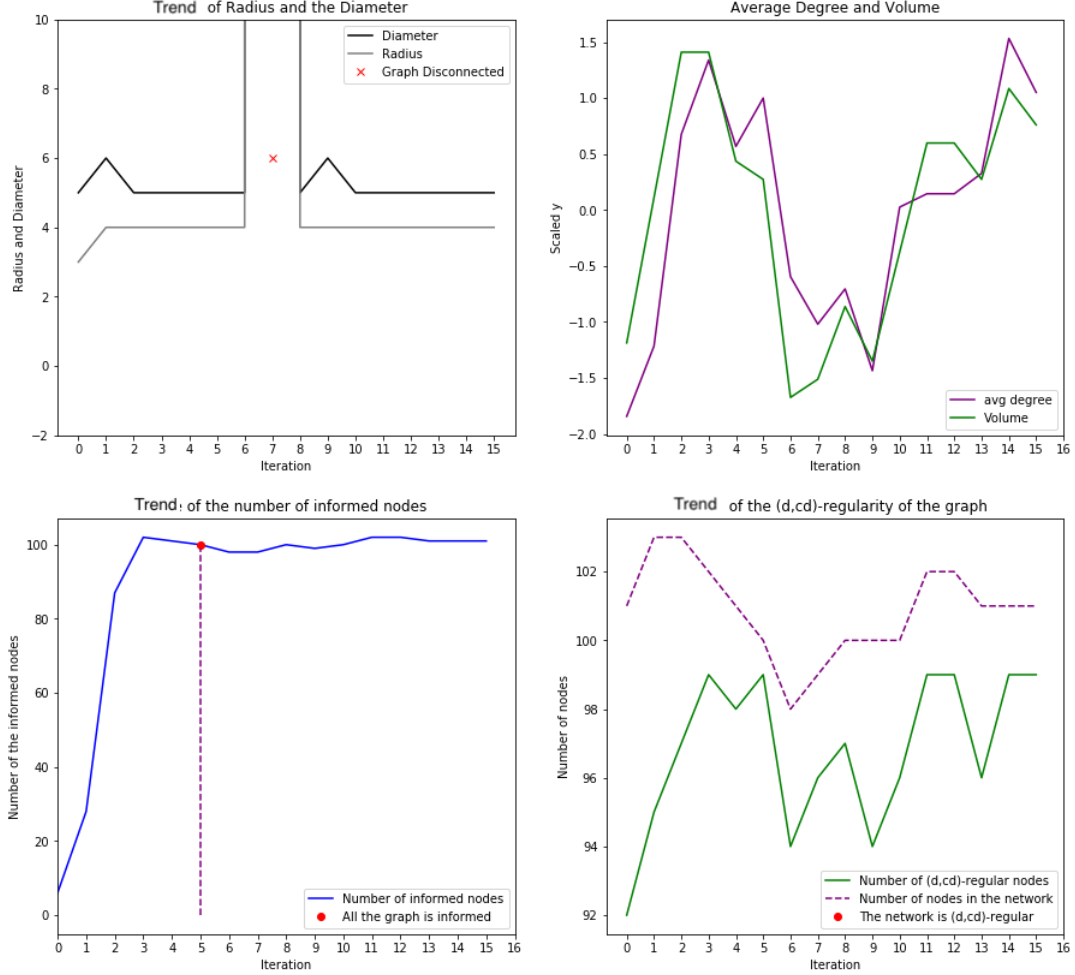 Trend of Radius and the Diameter
10
8
6
4
2
0
−2
Radius and Diameter
Diameter
Radius
Graph Disconnected
0 1 2 3 4 5 6 7 8 9 10 11 12 13 14 15
Iteration
Average Degree and Volume
1.5
1.0
0.5
0.0
−0.5
−1.0
−1.5
−2.0
Scaled y
avg degree
Volume
0 1 2 3 4 5 6 7 8 9 10 11 12 13 14 15 16
Iteration
Trend of the number of informed nodes
100
80
60
40
20
0
Number of the informed nodes
Number of informed nodes
All the graph is informed
0 1 2 3 4 5 6 7 8 9 10 11 12 13 14 15 16
Iteration
Trend of the (d,cd)-regularity of the graph
102
100
98
96
94
92
Number of nodes
Number of (d,cd)-regular nodes
Number of nodes in the network
The network is (d,cd)-regular
0 1 2 3 4 5 6 7 8 9 10 11 12 13 14 15 16
Iteration